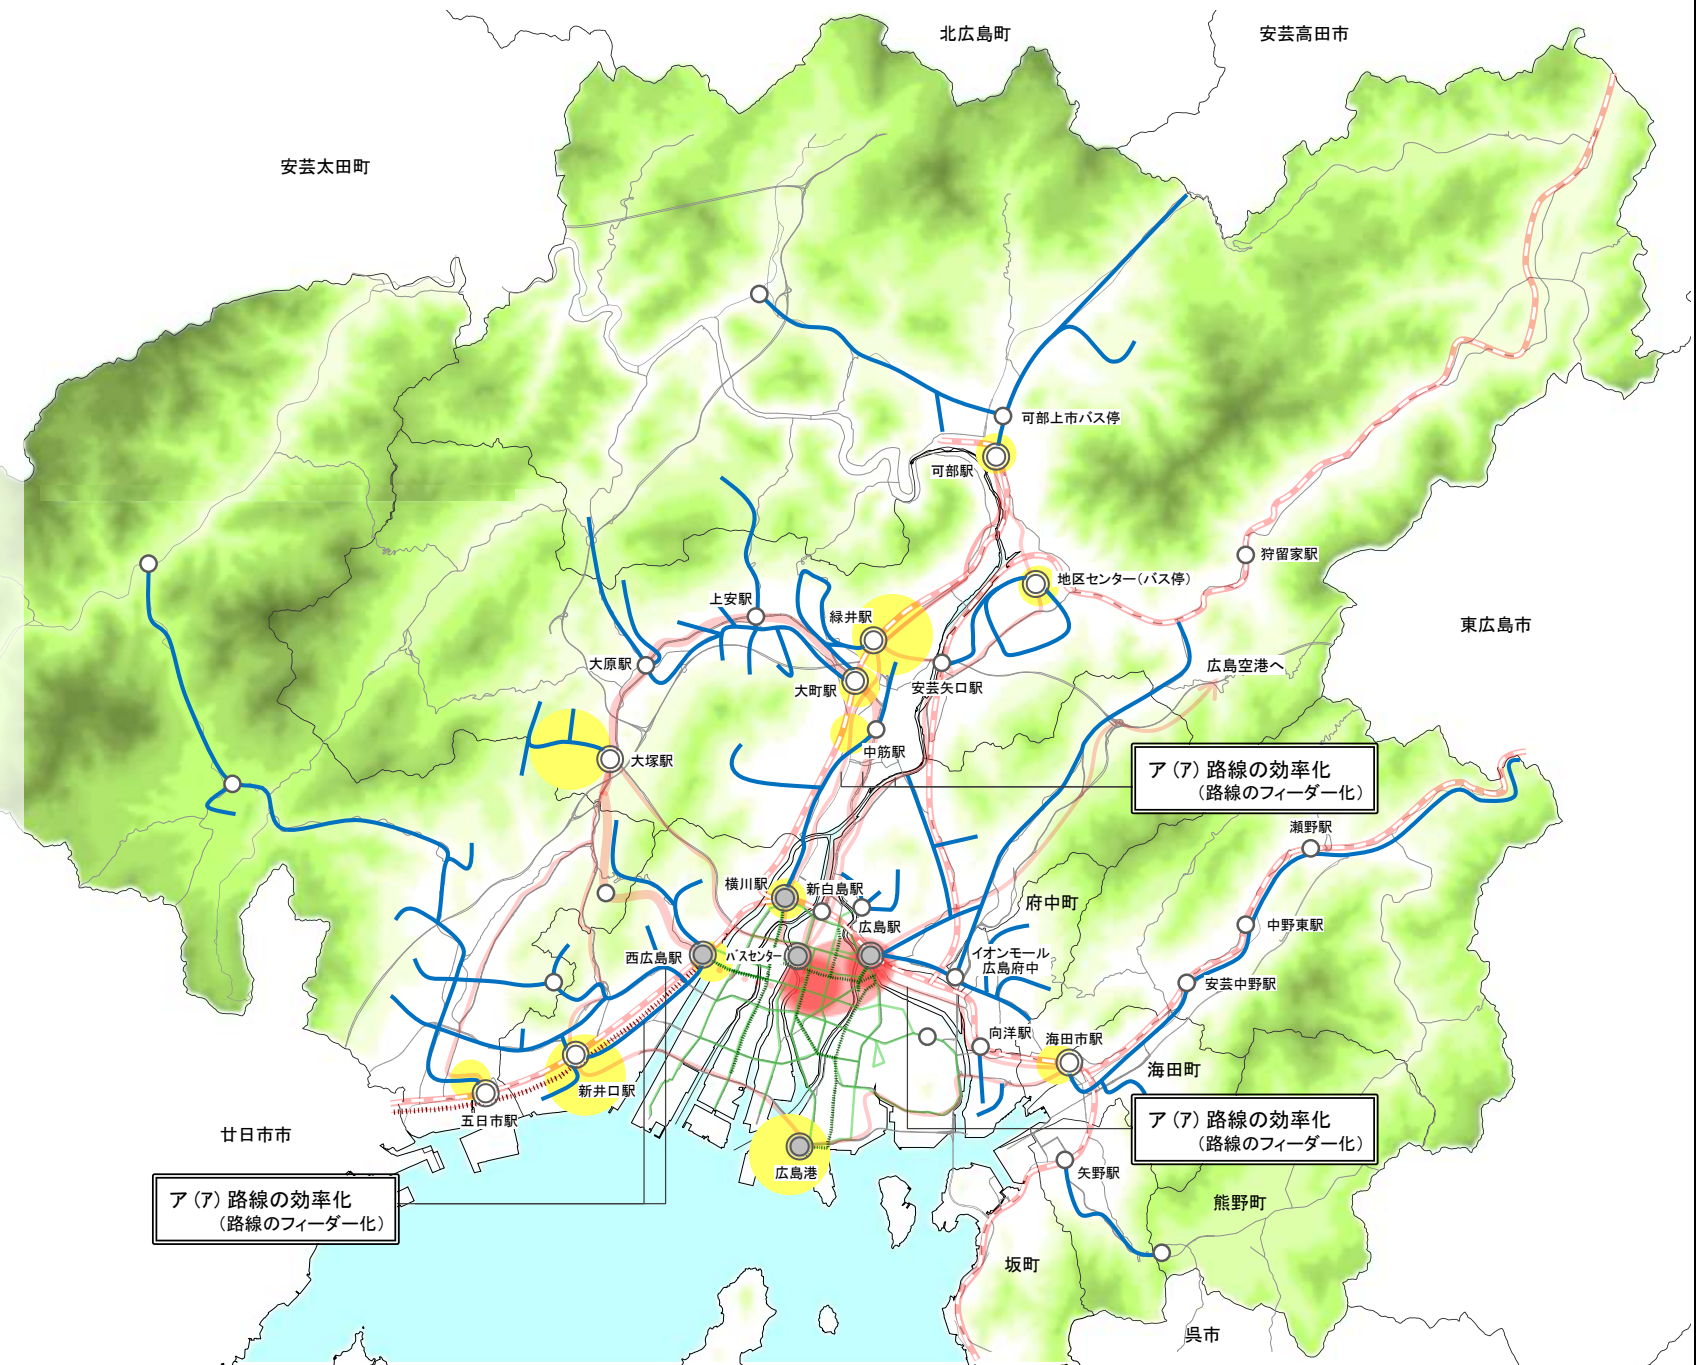 北広島町
安芸高田市
安芸太田町
可部上市バス停
可部駅
狩留家駅
地区センター(バス停)
上安駅
緑井駅
東広島市
大原駅
広島空港へ
大町駅
安芸矢口駅
中筋駅
大塚駅
ア(ア)路線の効率化
(路線のフィーダー化)
瀬野駅
横川駅
新白島駅
府中町
広島駅
中野東駅
西広島駅
バスセンター
イオンモール
広島府中
安芸中野駅
向洋駅
海田市駅
海田町
新井口駅
五日市駅
ア(ア)路線の効率化
(路線のフィーダー化)
廿日市市
広島港
矢野駅
ア(ア)路線の効率化
(路線のフィーダー化)
熊野町
坂町
呉市